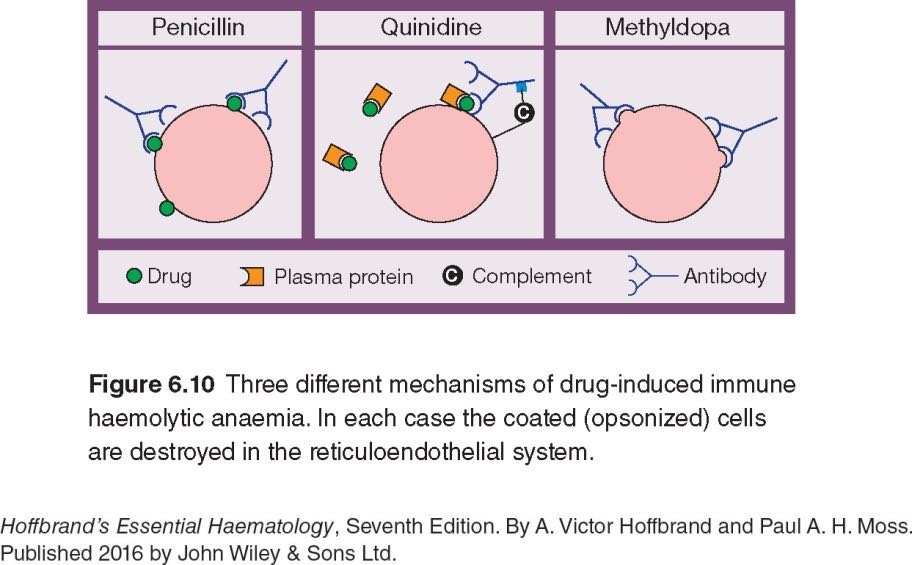 Penicillin
Quinidine
Methyldopa
C
Drug
Plasma protein
C Complement
Antibody
Figure 6.10 Three different mechanisms of drug-induced immune
haemolytic anaemia. In each case the coated (opsonized) cells
are destroyed in the reticuloendothelial system.
Hoffbrand's Essential Haematology, Seventh Edition. By A. Victor Hoffbrand and Paul A. H. Moss.
Published 2016 by John Wiley & Sons Ltd.